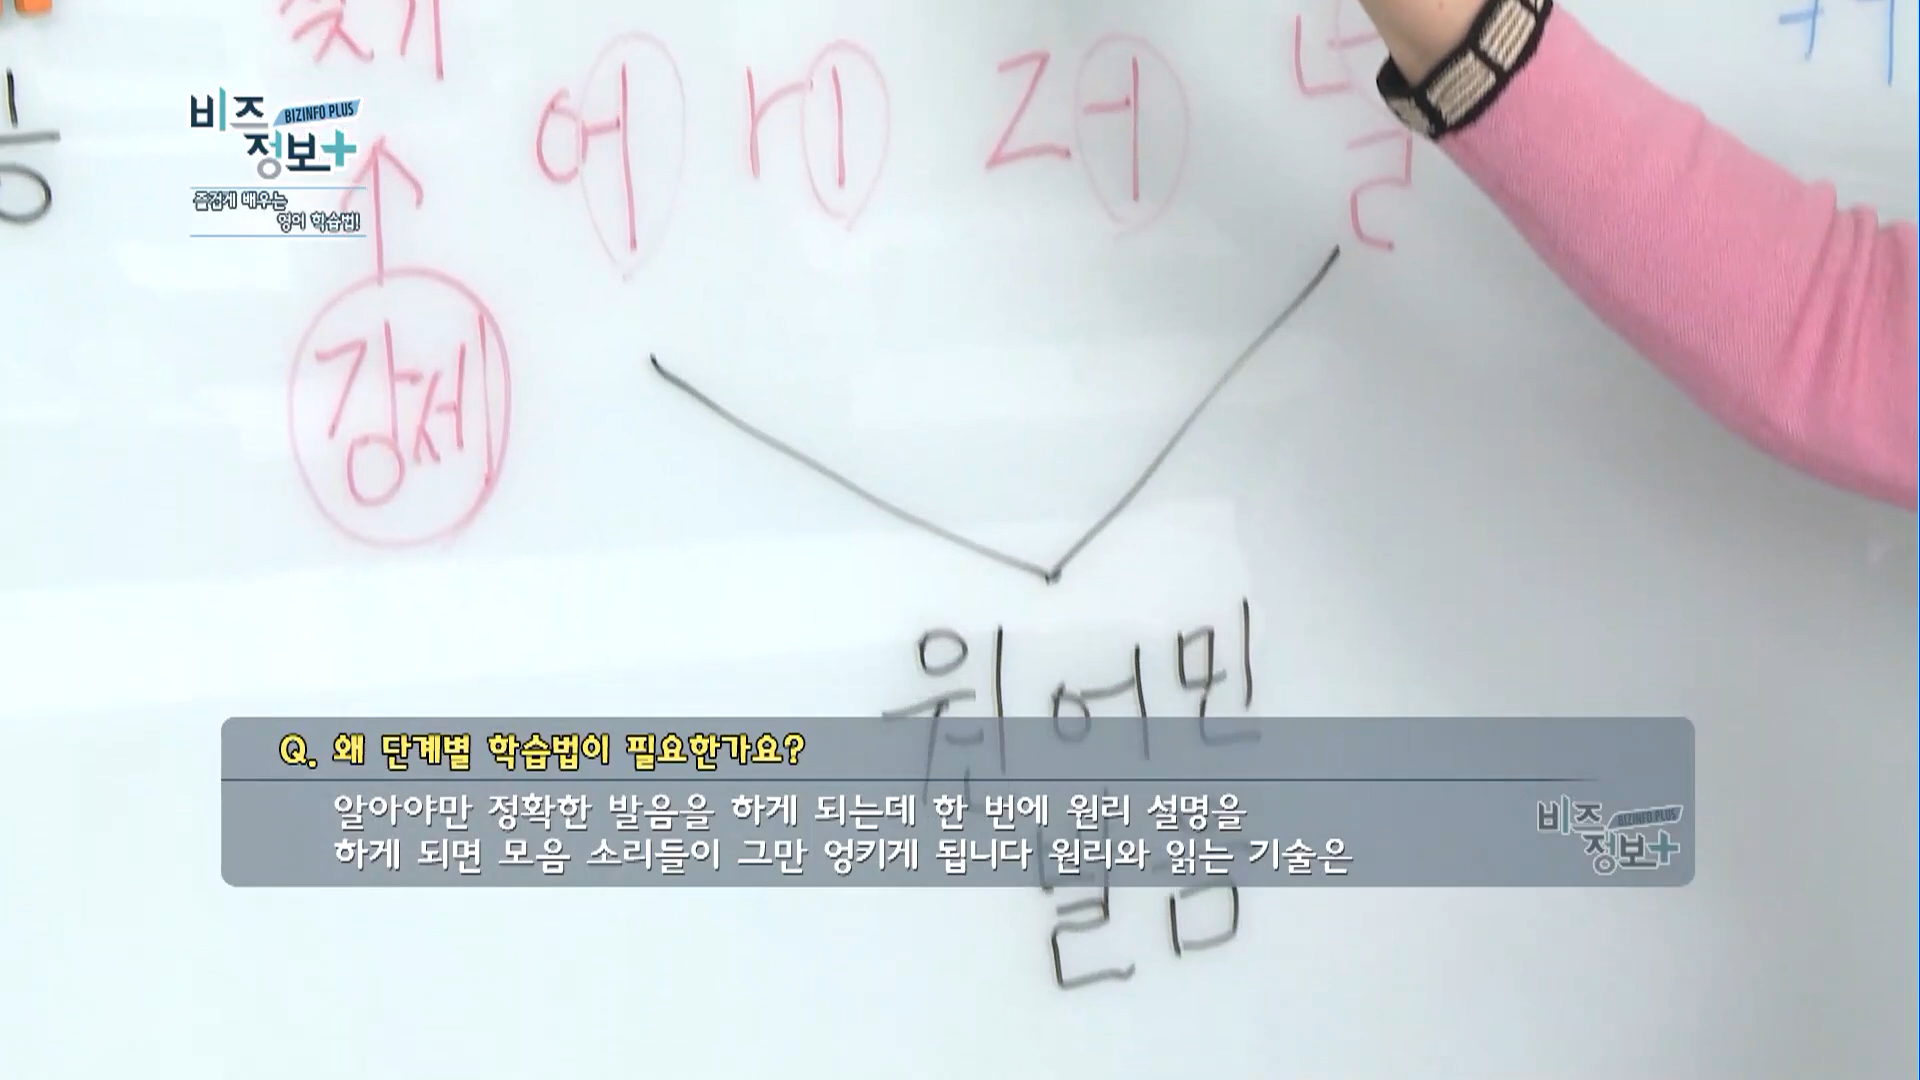 찾기
비즈 BIZINFO PLUS
정보+
즐겁게 배우는
영어 학습법!
강세
원어민
발음
Q. 왜 단계별 학습법이 필요한가요?
알아야만 정확한 발음을 하게 되는데 한 번에 원리 설명을
하게 되면 모음 소리들이 그만 엉키게 됩니다 원리와 읽는 기술은
비즈 BIZINFO PLUS
정보+